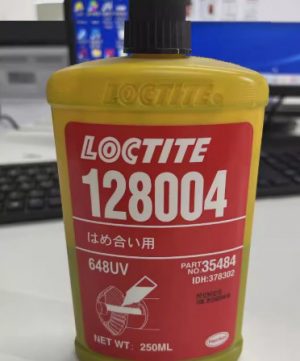 LOCTITE
LOCTITE
128004
はめ合い用
648UV
PART NO. 35484
IDH: 378302
NET WT: 250ML